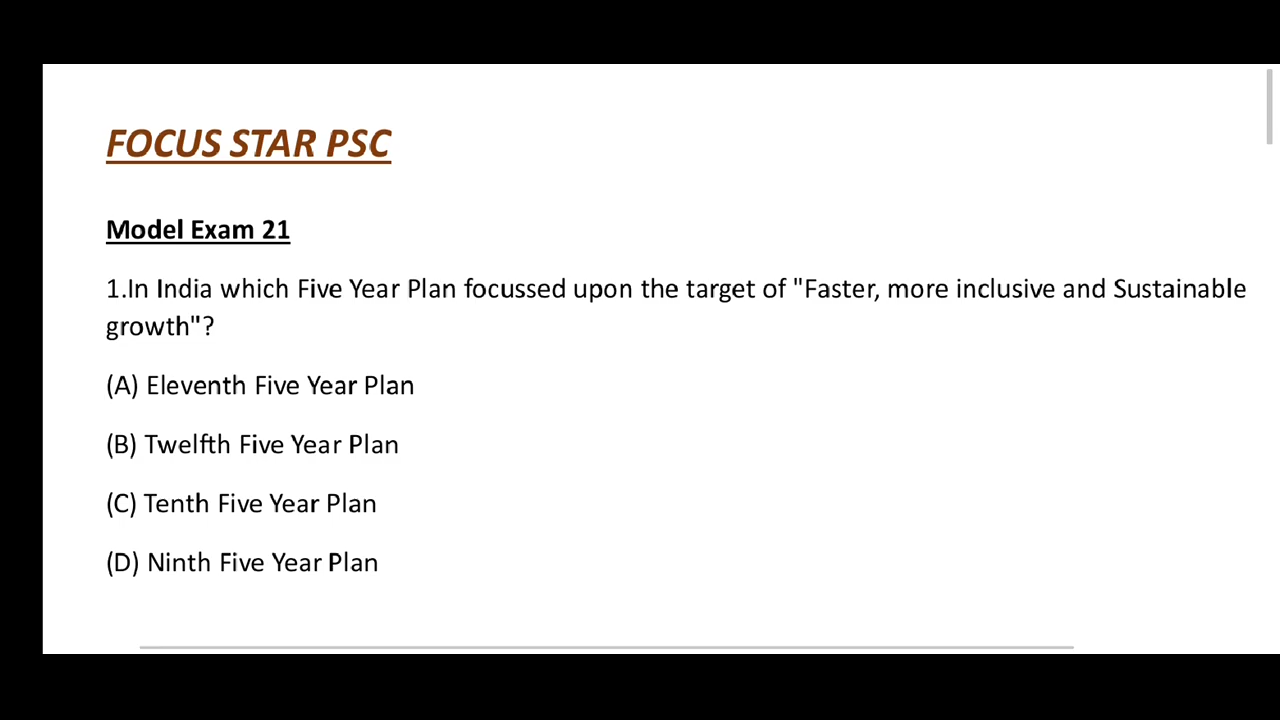 FOCUS STAR PSC
Model Exam 21
1.In India which Five Year Plan focussed upon the target of "Faster, more inclusive and Sustainable
growth"?
(A) Eleventh Five Year Plan
(B) Twelfth Five Year Plan
(C) Tenth Five Year Plan
(D) Ninth Five Year Plan